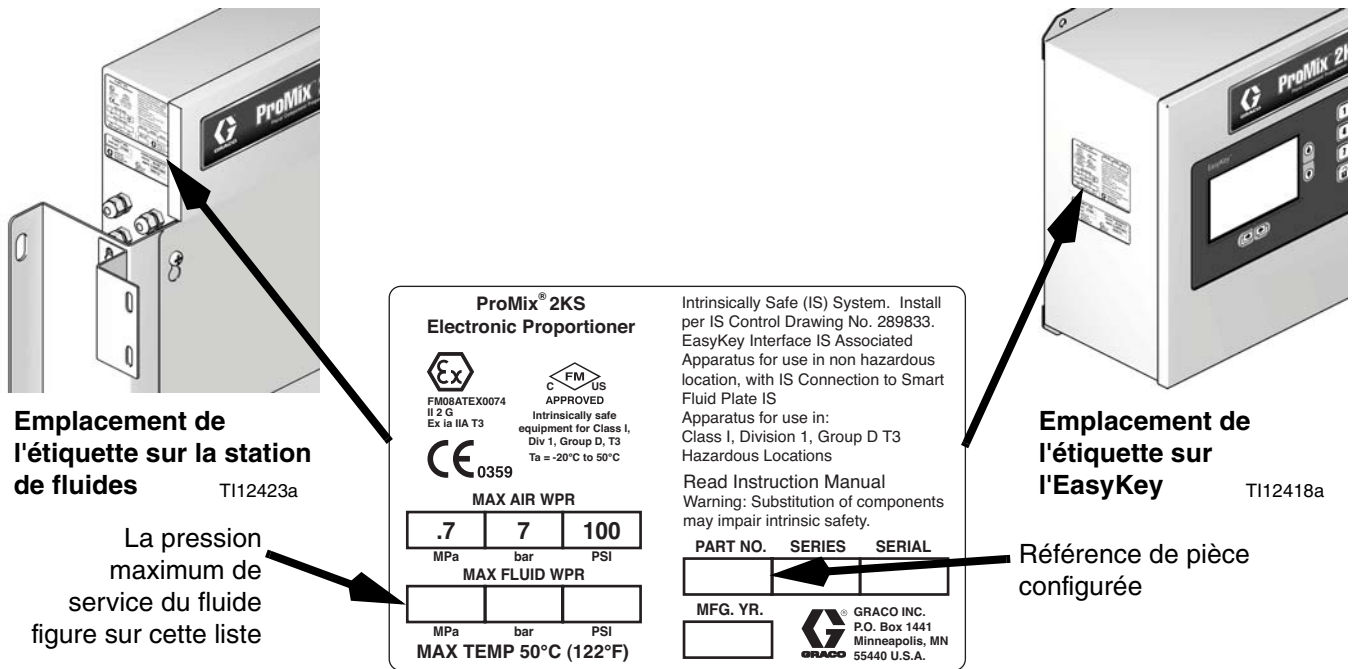 ProMix
GRACO
Emplacement de
l'étiquette sur la station
de fluides
TI12423a
La pression
maximum de
service du fluide
figure sur cette liste
ProMix® 2KS
Electronic Proportioner
Ex
FM08ATEX0074
II 2 G
Ex ia IIA T3
CE 0359
FM
C US
APPROVED
Intrinsically safe
equipment for Class I,
Div 1, Group D, T3
Ta = -20°C to 50°C
MAX AIR WPR
.7 7 100
MPa bar PSI
MAX FLUID WPR
MPa bar PSI
MAX TEMP 50°C (122°F)
Intrinsically Safe (IS) System. Install
per IS Control Drawing No. 289833.
EasyKey Interface IS Associated
Apparatus for use in non hazardous
location, with IS Connection to Smart
Fluid Plate IS
Apparatus for use in:
Class I, Division 1, Group D T3
Hazardous Locations
Read Instruction Manual
Warning: Substitution of components
may impair intrinsic safety.
PART NO. SERIES SERIAL
MFG. YR.
GRACO
®
GRACO INC.
P.O. Box 1441
Minneapolis, MN
55440 U.S.A.
ProMix 2K
GRACO
EasyKey
Emplacement de
l'étiquette sur
l'EasyKey
TI12418a
Référence de pièce
configurée